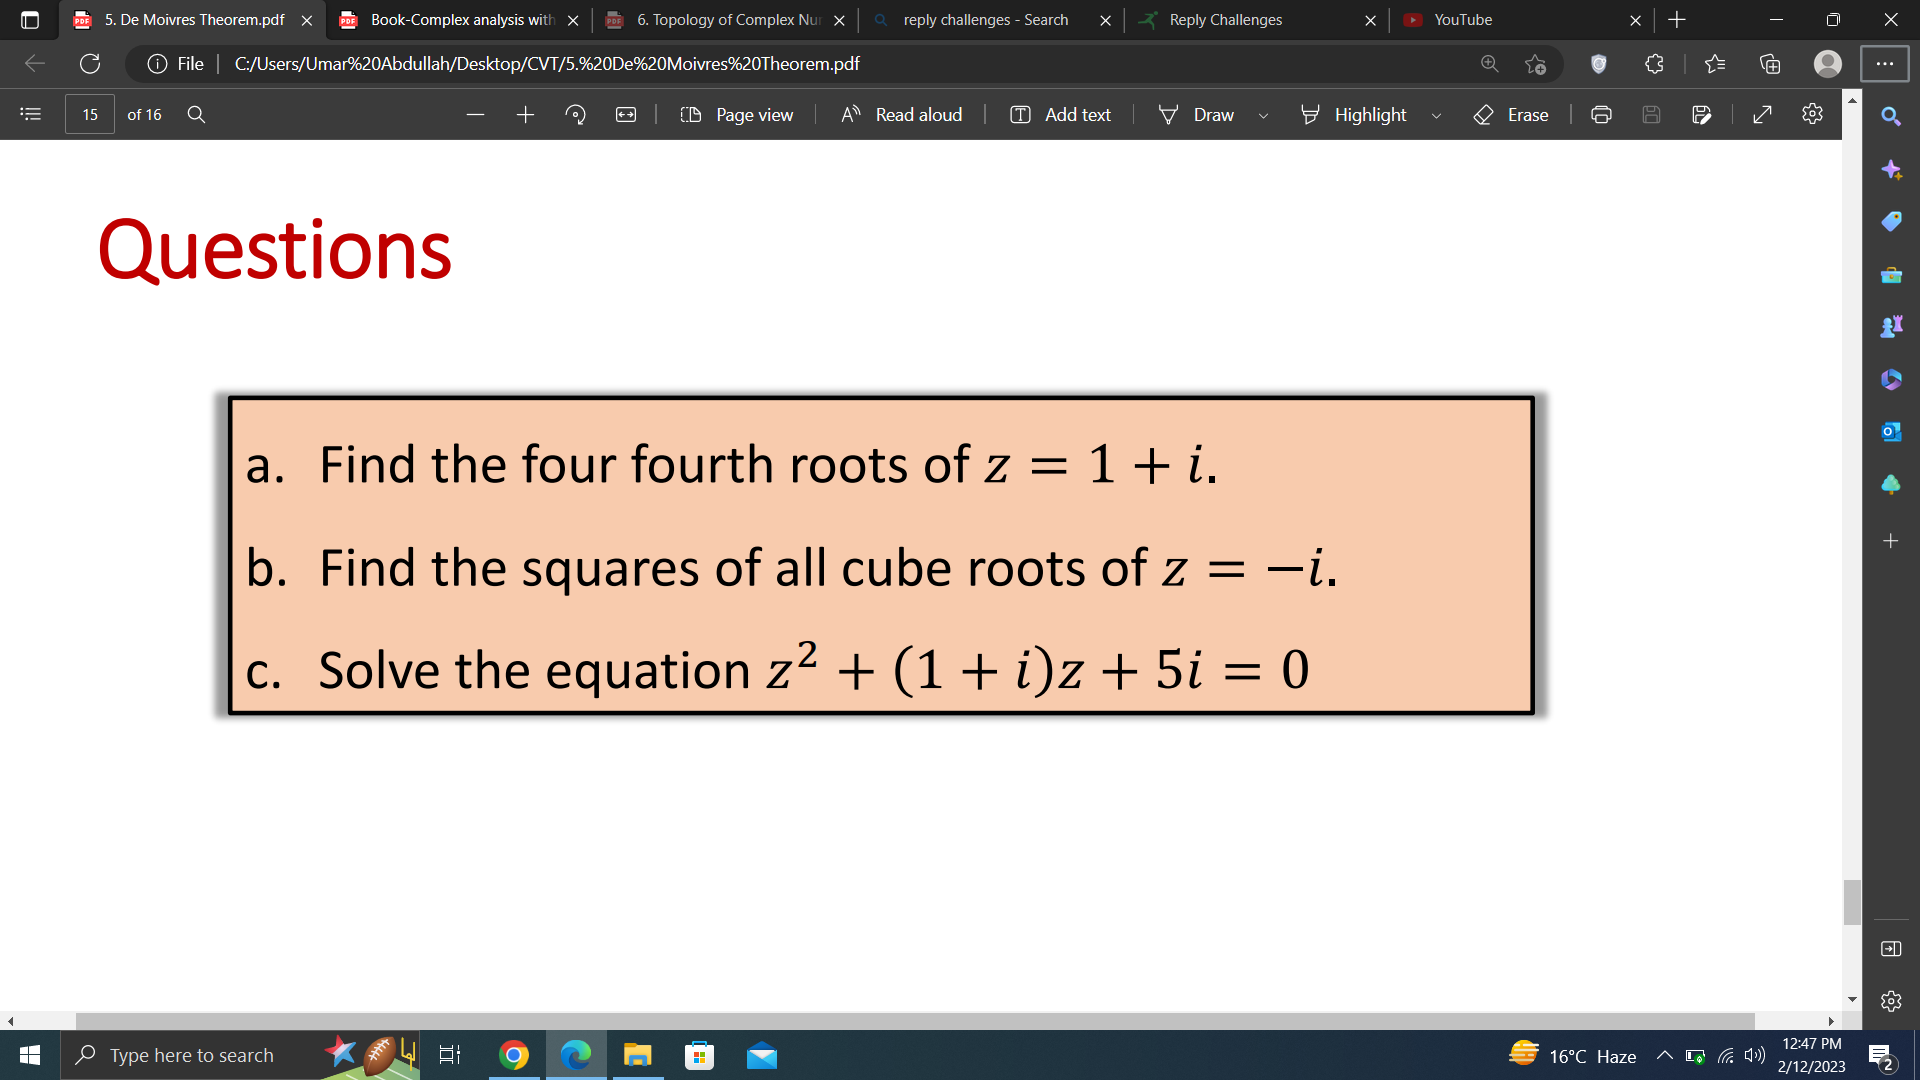 5. De Moivres Theorem.pdf
Book-Complex analysis with
6. Topology of Complex Nu
reply challenges - Search
Reply Challenges
YouTube
File
C:/Users/Umar%20Abdullah/Desktop/CVT/5.%20De%20Moivres%20Theorem.pdf
15 of 16
Page view
Read aloud
Add text
Draw
Highlight
Erase
Questions
a. Find the four fourth roots of z = 1 + i.
b. Find the squares of all cube roots of z = −i.
c. Solve the equation z² + (1 + i)z + 5i = 0
Type here to search
16°C Haze
12:47 PM
2/12/2023
2